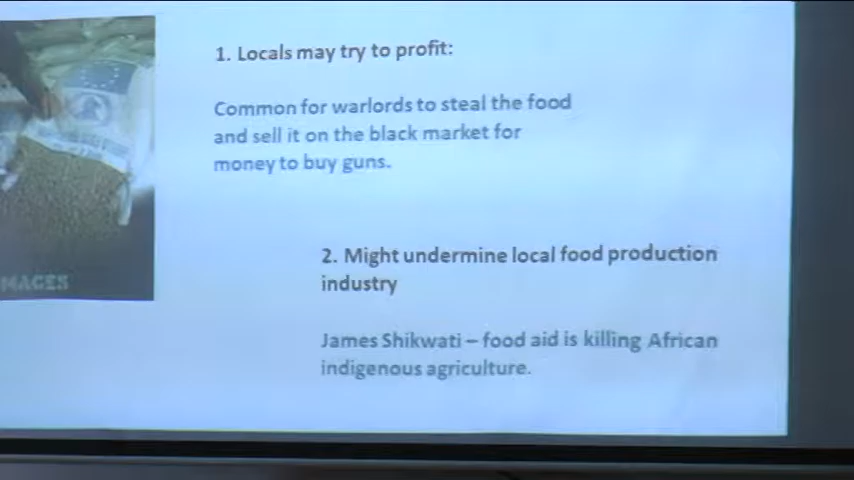 1. Locals may try to profit:
Common for warlords to steal the food
and sell it on the black market for
money to buy guns.
2. Might undermine local food production
industry
James Shikwati – food aid is killing African
indigenous agriculture.
MAGES